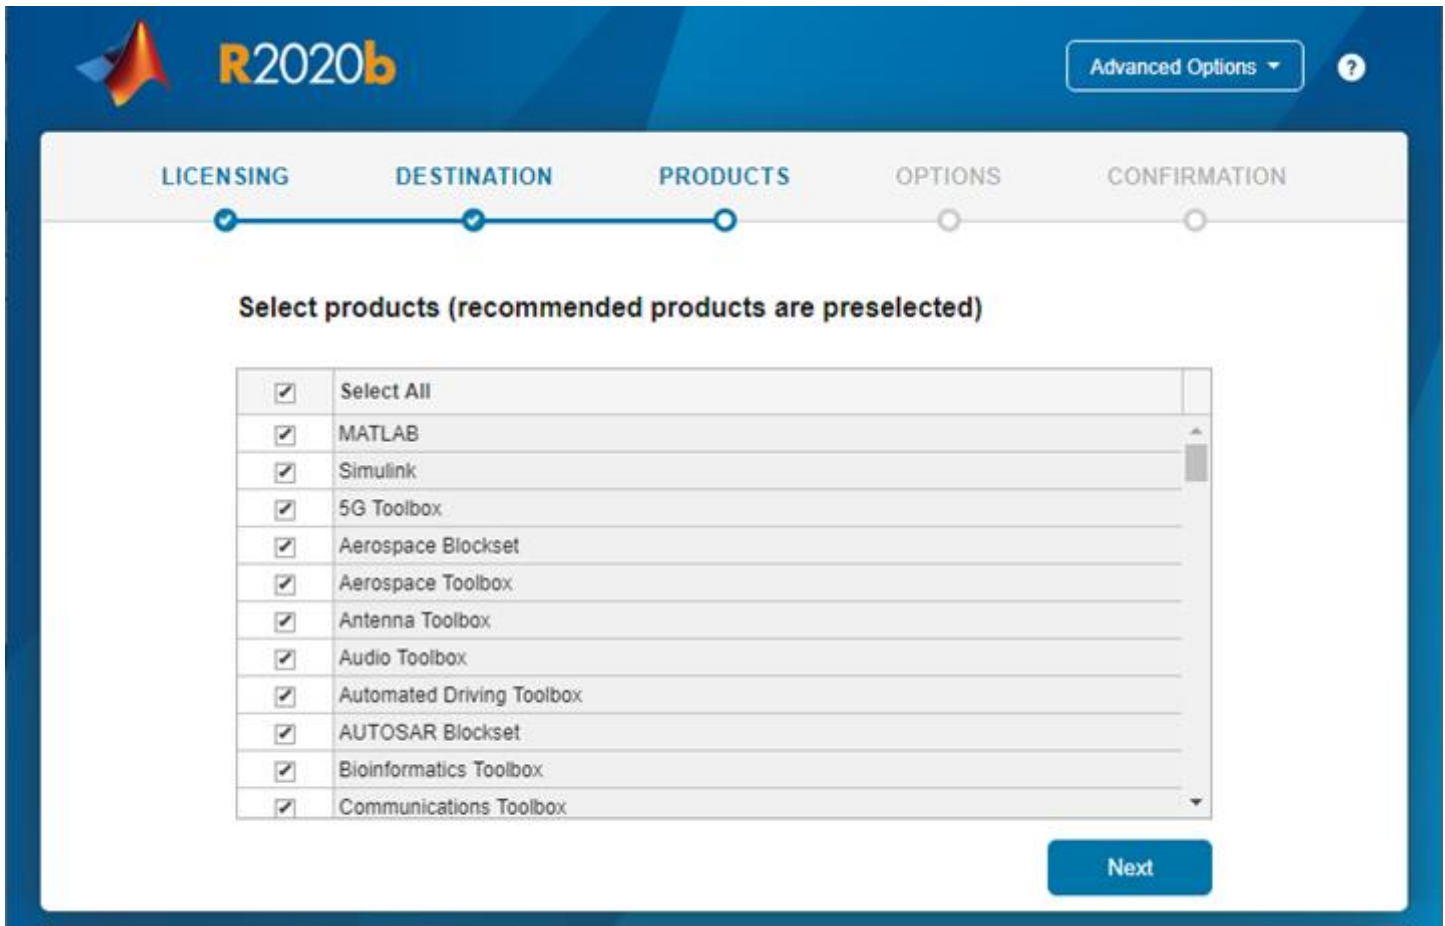 R2020b
Advanced Options
?
LICENSING DESTINATION PRODUCTS OPTIONS CONFIRMATION
Select products (recommended products are preselected)
Select All
MATLAB
Simulink
5G Toolbox
Aerospace Blockset
Aerospace Toolbox
Antenna Toolbox
Audio Toolbox
Automated Driving Toolbox
AUTOSAR Blockset
Bioinformatics Toolbox
Communications Toolbox
Next